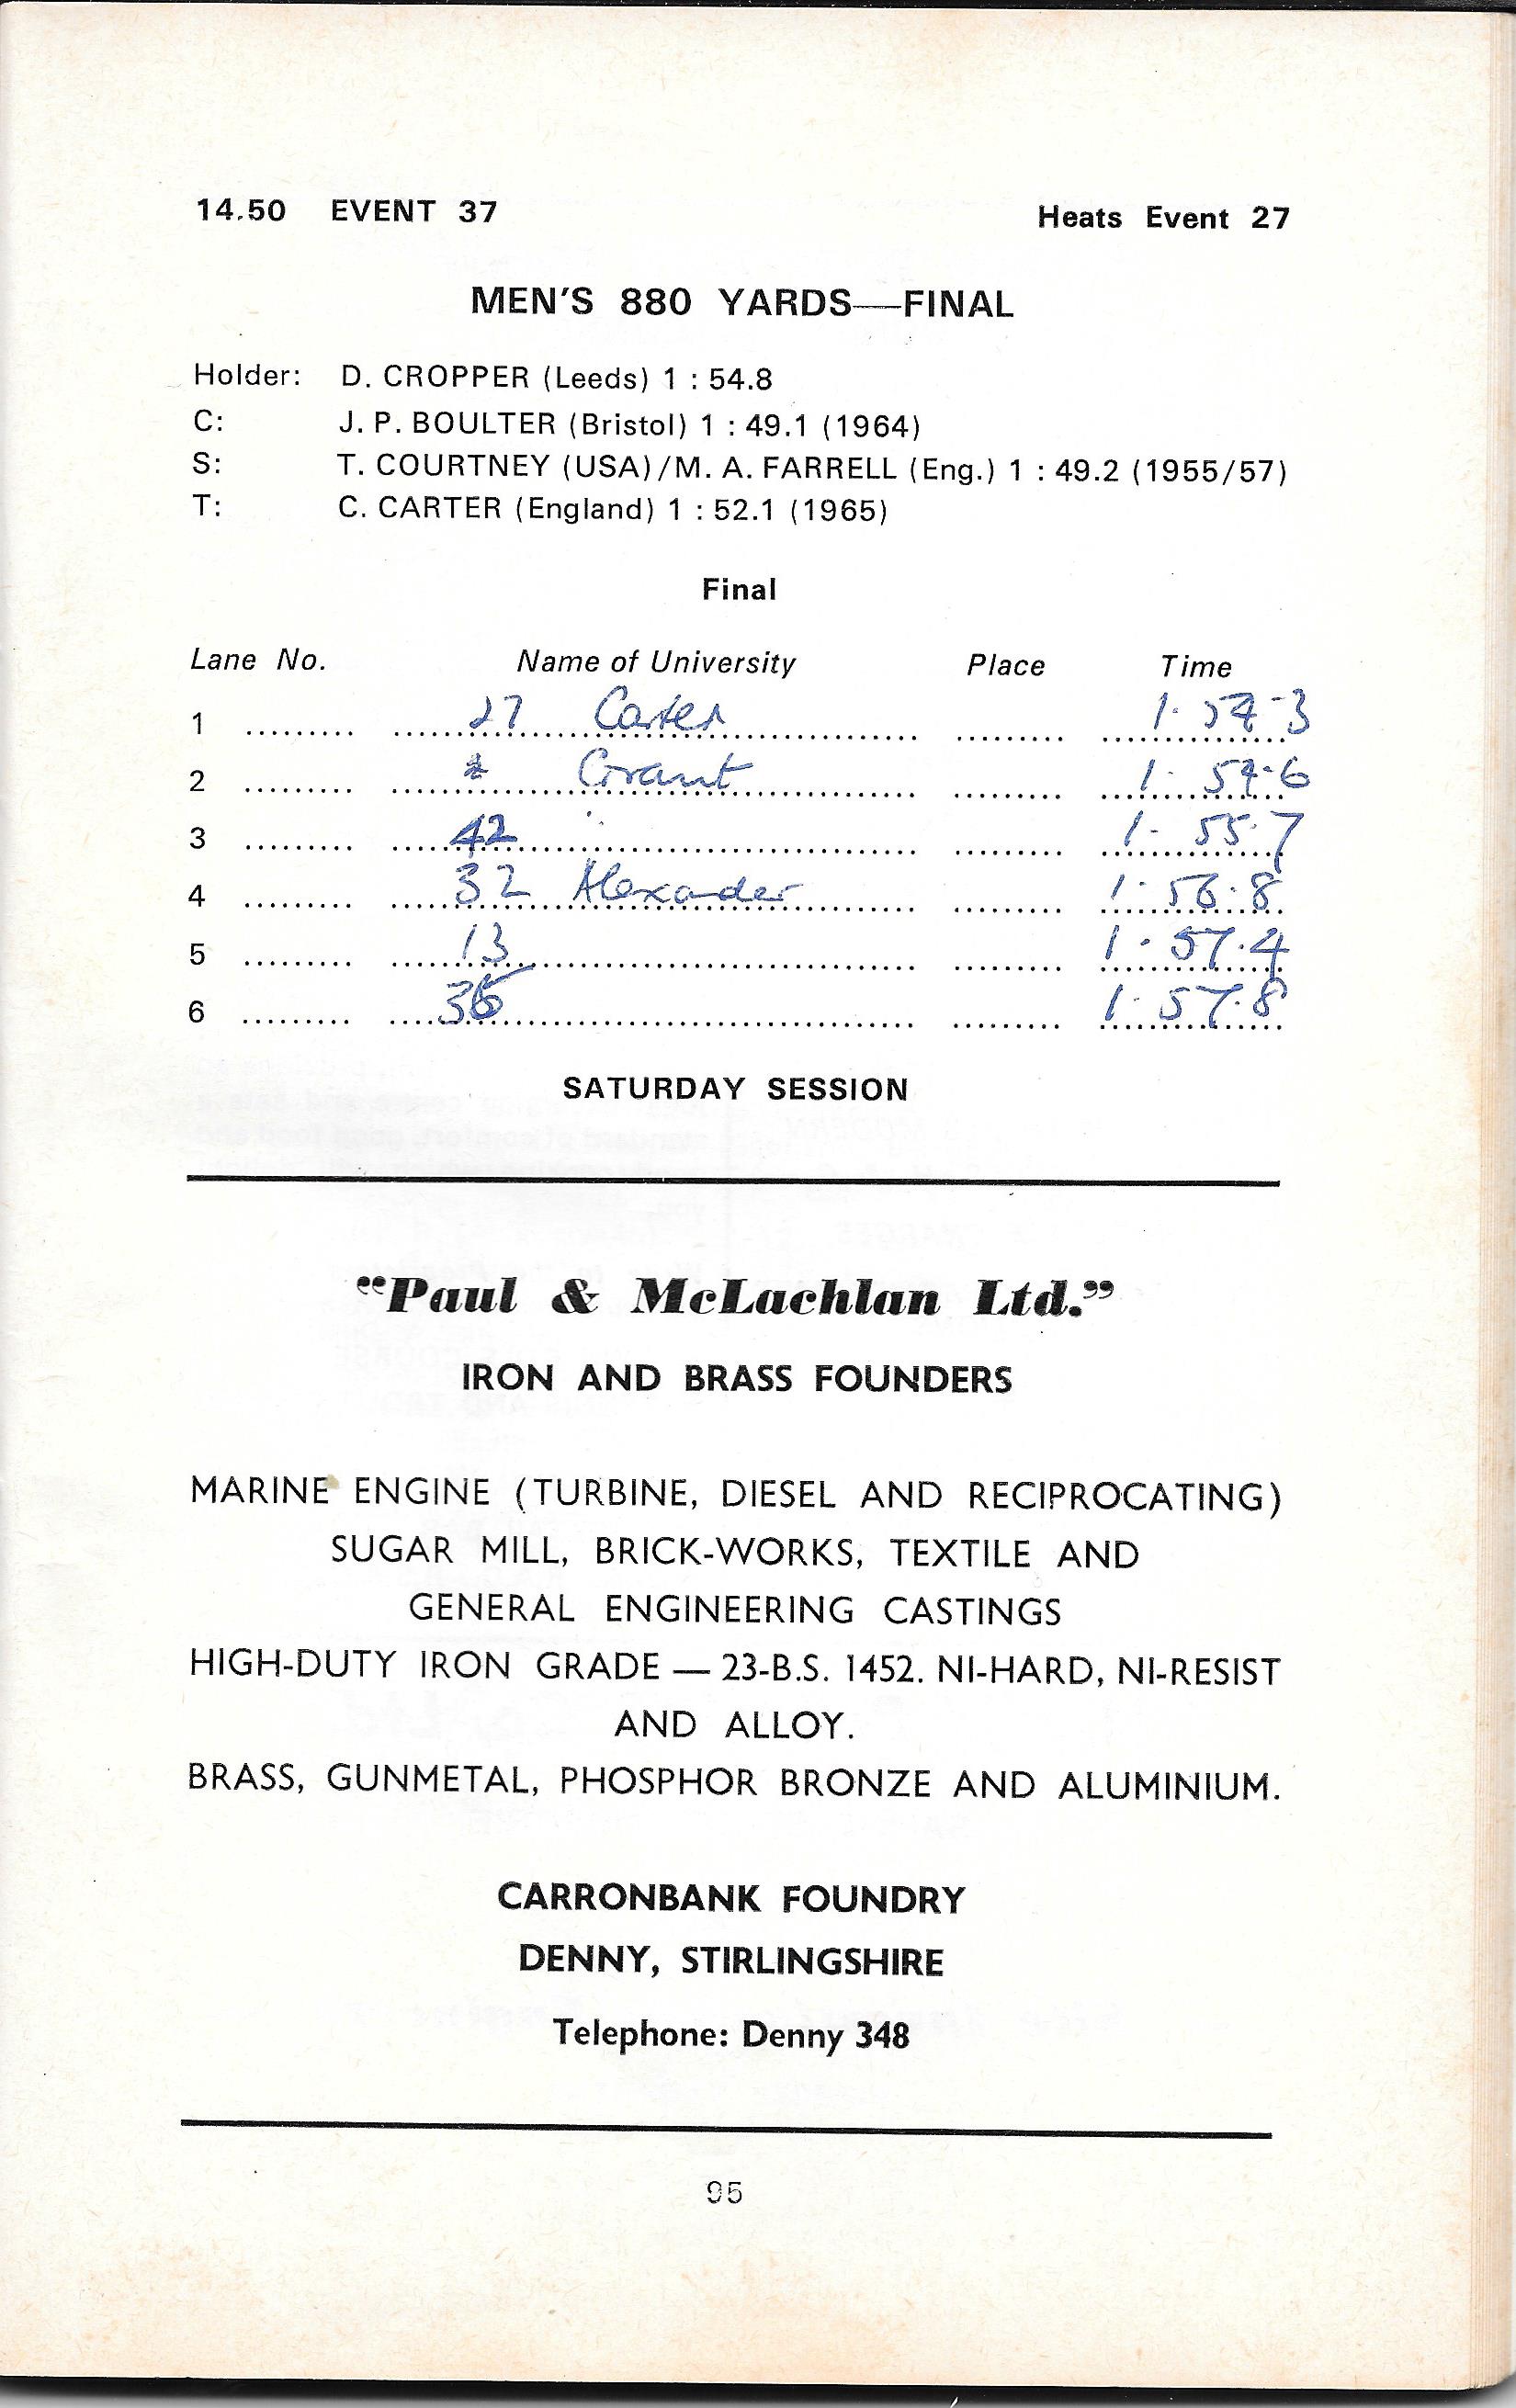 14.50 EVENT 37 Heats Event 27
MEN'S 880 YARDS—FINAL
Holder: D. CROPPER (Leeds) 1 : 54.8
C: J. P. BOULTER (Bristol) 1 : 49.1 (1964)
S: T. COURTNEY (USA)/M. A. FARRELL (Eng.) 1 : 49.2 (1955/57)
T: C. CARTER (England) 1 : 52.1 (1965)
Final
Lane No. Name of University Place Time
1 ......... 27 Carter ......... 1. 54.3
2 ......... Grant ......... 1. 54.6
3 ......... 42 ......... 1- 55.7
4 ......... 32 Alexander ......... 1. 56.8
5 ......... 13 ......... 1. 57.4
6 ......... 36 ......... 1- 57.8
SATURDAY SESSION
"Paul & McLachlan Ltd."
IRON AND BRASS FOUNDERS
MARINE ENGINE (TURBINE, DIESEL AND RECIPROCATING)
SUGAR MILL, BRICK-WORKS, TEXTILE AND
GENERAL ENGINEERING CASTINGS
HIGH-DUTY IRON GRADE — 23-B.S. 1452. NI-HARD, NI-RESIST
AND ALLOY.
BRASS, GUNMETAL, PHOSPHOR BRONZE AND ALUMINIUM.
CARRONBANK FOUNDRY
DENNY, STIRLINGSHIRE
Telephone: Denny 348
95